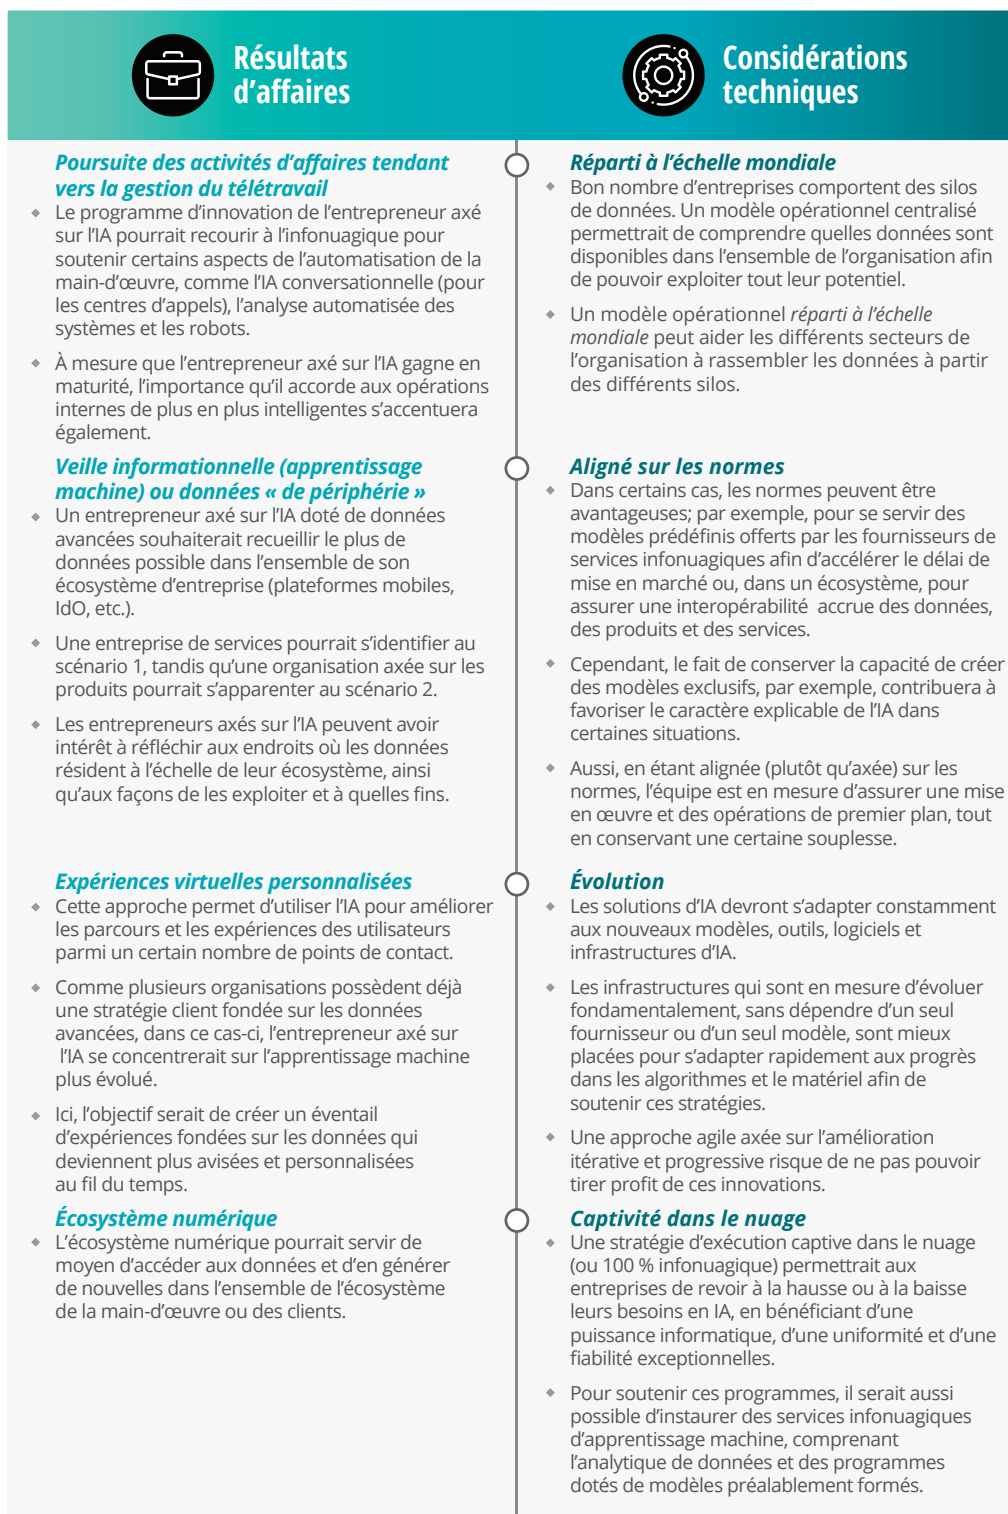 Résultats
d’affaires
Considérations
techniques
Poursuite des activités d’affaires tendant
vers la gestion du télétravail
Le programme d’innovation de l’entrepreneur axé
sur l’IA pourrait recourir à l’infonuagique pour
soutenir certains aspects de l’automatisation de la
main-d’œuvre, comme l’IA conversationnelle (pour
les centres d’appels), l’analyse automatisée des
systèmes et les robots.
À mesure que l’entrepreneur axé sur l’IA gagne en
maturité, l’importance qu’il accorde aux opérations
internes de plus en plus intelligentes s’accentuera
également.
Veille informationnelle (apprentissage
machine) ou données « de périphérie »
Un entrepreneur axé sur l’IA doté de données
avancées souhaiterait recueillir le plus de
données possible dans l’ensemble de son
écosystème d’entreprise (plateformes mobiles,
IdO, etc.).
Une entreprise de services pourrait s’identifier au
scénario 1, tandis qu’une organisation axée sur les
produits pourrait s’apparenter au scénario 2.
Les entrepreneurs axés sur l’IA peuvent avoir
intérêt à réfléchir aux endroits où les données
résident à l’échelle de leur écosystème, ainsi
qu’aux façons de les exploiter et à quelles fins.
Expériences virtuelles personnalisées
Cette approche permet d’utiliser l’IA pour améliorer
les parcours et les expériences des utilisateurs
parmi un certain nombre de points de contact.
Comme plusieurs organisations possèdent déjà
une stratégie client fondée sur les données
avancées, dans ce cas-ci, l’entrepreneur axé sur
l’IA se concentrerait sur l’apprentissage machine
plus évolué.
Ici, l’objectif serait de créer un éventail
d’expériences fondées sur les données qui
deviennent plus avisées et personnalisées
au fil du temps.
Écosystème numérique
L’écosystème numérique pourrait servir de
moyen d’accéder aux données et d’en générer
de nouvelles dans l’ensemble de l’écosystème
de la main-d’œuvre ou des clients.
Réparti à l’échelle mondiale
Bon nombre d’entreprises comportent des silos
de données. Un modèle opérationnel centralisé
permettrait de comprendre quelles données sont
disponibles dans l’ensemble de l’organisation afin
de pouvoir exploiter tout leur potentiel.
Un modèle opérationnel réparti à l’échelle
mondiale peut aider les différents secteurs de
l’organisation à rassembler les données à partir
des différents silos.
Aligné sur les normes
Dans certains cas, les normes peuvent être
avantageuses; par exemple, pour se servir des
modèles prédéfinis offerts par les fournisseurs de
services infonuagiques afin d’accélérer le délai de
mise en marché ou, dans un écosystème, pour
assurer une interopérabilité accrue des données,
des produits et des services.
Cependant, le fait de conserver la capacité de créer
des modèles exclusifs, par exemple, contribuera à
favoriser le caractère explicable de l’IA dans
certaines situations.
Aussi, en étant alignée (plutôt qu’axée) sur les
normes, l’équipe est en mesure d’assurer une mise
en œuvre et des opérations de premier plan, tout
en conservant une certaine souplesse.
Évolution
Les solutions d’IA devront s’adapter constamment
aux nouveaux modèles, outils, logiciels et
infrastructures d’IA.
Les infrastructures qui sont en mesure d’évoluer
fondamentalement, sans dépendre d’un seul
fournisseur ou d’un seul modèle, sont mieux
placées pour s’adapter rapidement aux progrès
dans les algorithmes et le matériel afin de
soutenir ces stratégies.
Une approche agile axée sur l’amélioration
itérative et progressive risque de ne pas pouvoir
tirer profit de ces innovations.
Captivité dans le nuage
Une stratégie d’exécution captive dans le nuage
(ou 100 % infonuagique) permettrait aux
entreprises de revoir à la hausse ou à la baisse
leurs besoins en IA, en bénéficiant d’une
puissance informatique, d’une uniformité et d’une
fiabilité exceptionnelles.
Pour soutenir ces programmes, il serait aussi
possible d’instaurer des services infonuagiques
d’apprentissage machine, comprenant
l’analytique de données et des programmes
dotés de modèles préalablement formés.